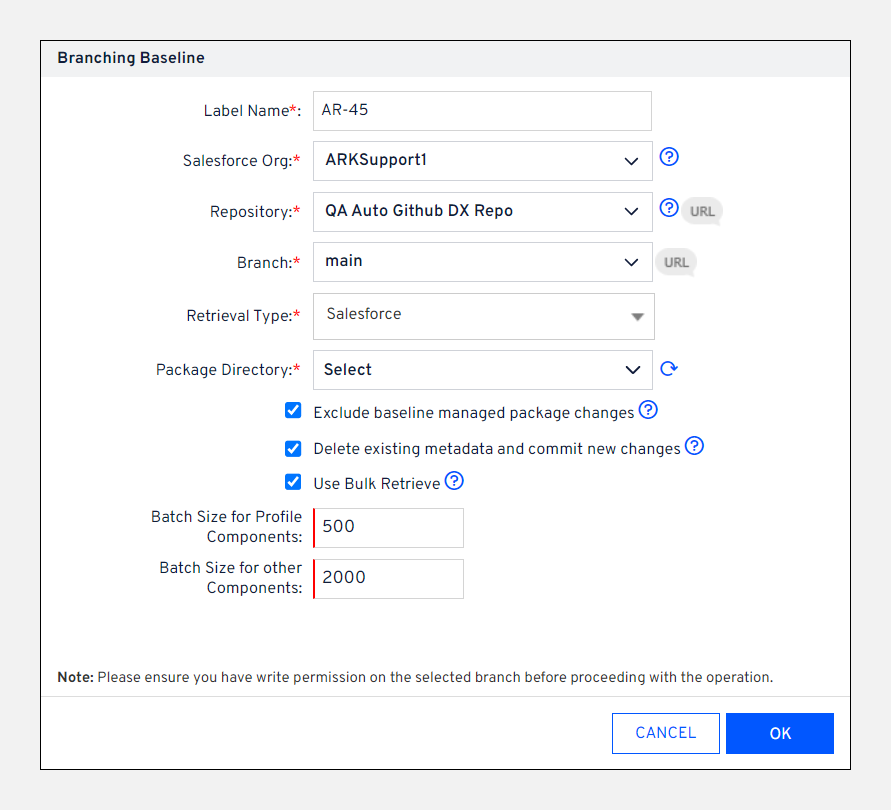 Branching Baseline
Label Name*: AR-45
Salesforce Org:* ARKSupport1
Repository:* QA Auto Github DX Repo URL
Branch:* main URL
Retrieval Type:* Salesforce
Package Directory:* Select
Exclude baseline managed package changes
Delete existing metadata and commit new changes
Use Bulk Retrieve
Batch Size for Profile
Components: 500
Batch Size for other
Components: 2000
Note: Please ensure you have write permission on the selected branch before proceeding with the operation.
CANCEL OK